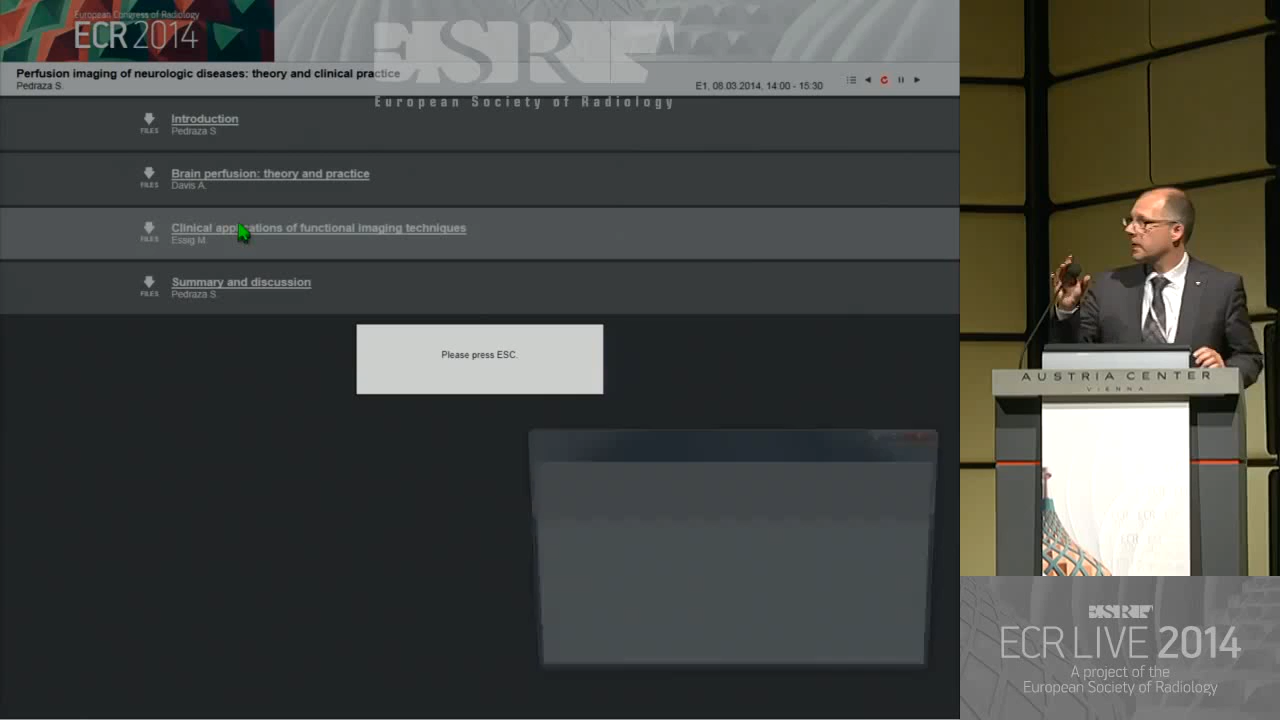 European Congress of Radiology
ECR 2014
ESR
European Society of Radiology
Perfusion imaging of neurologic diseases: theory and clinical practice
Pedraza S.
E1, 08.03.2014, 14:00 - 15:30
FILES
Introduction
Pedraza S.
FILES
Brain perfusion: theory and practice
Davis A.
FILES
Clinical applications of functional imaging techniques
Essig M.
FILES
Summary and discussion
Pedraza S.
Please press ESC.
AUSTRIA CENTER
VIENNA
ESR
ECR LIVE 2014
A project of the
European Society of Radiology